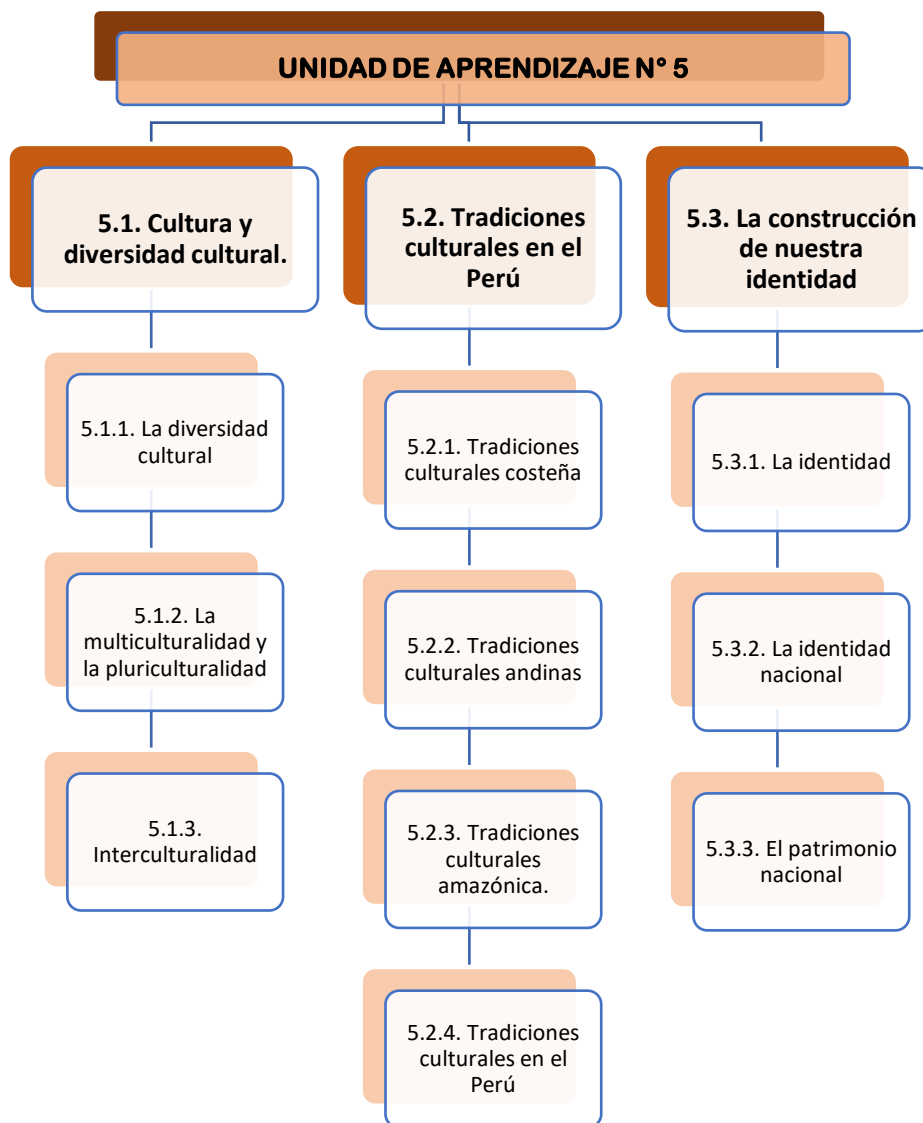 UNIDAD DE APRENDIZAJE N° 5
5.1. Cultura y
diversidad cultural.
5.1.1. La diversidad
cultural
5.1.2. La
multiculturalidad y
la pluriculturalidad
5.1.3.
Interculturalidad
5.2. Tradiciones
culturales en el
Perú
5.2.1. Tradiciones
culturales costeña
5.2.2. Tradiciones
culturales andinas
5.2.3. Tradiciones
culturales
amazónica.
5.2.4. Tradiciones
culturales en el
Perú
5.3. La construcción
de nuestra
identidad
5.3.1. La identidad
5.3.2. La identidad
nacional
5.3.3. El patrimonio
nacional